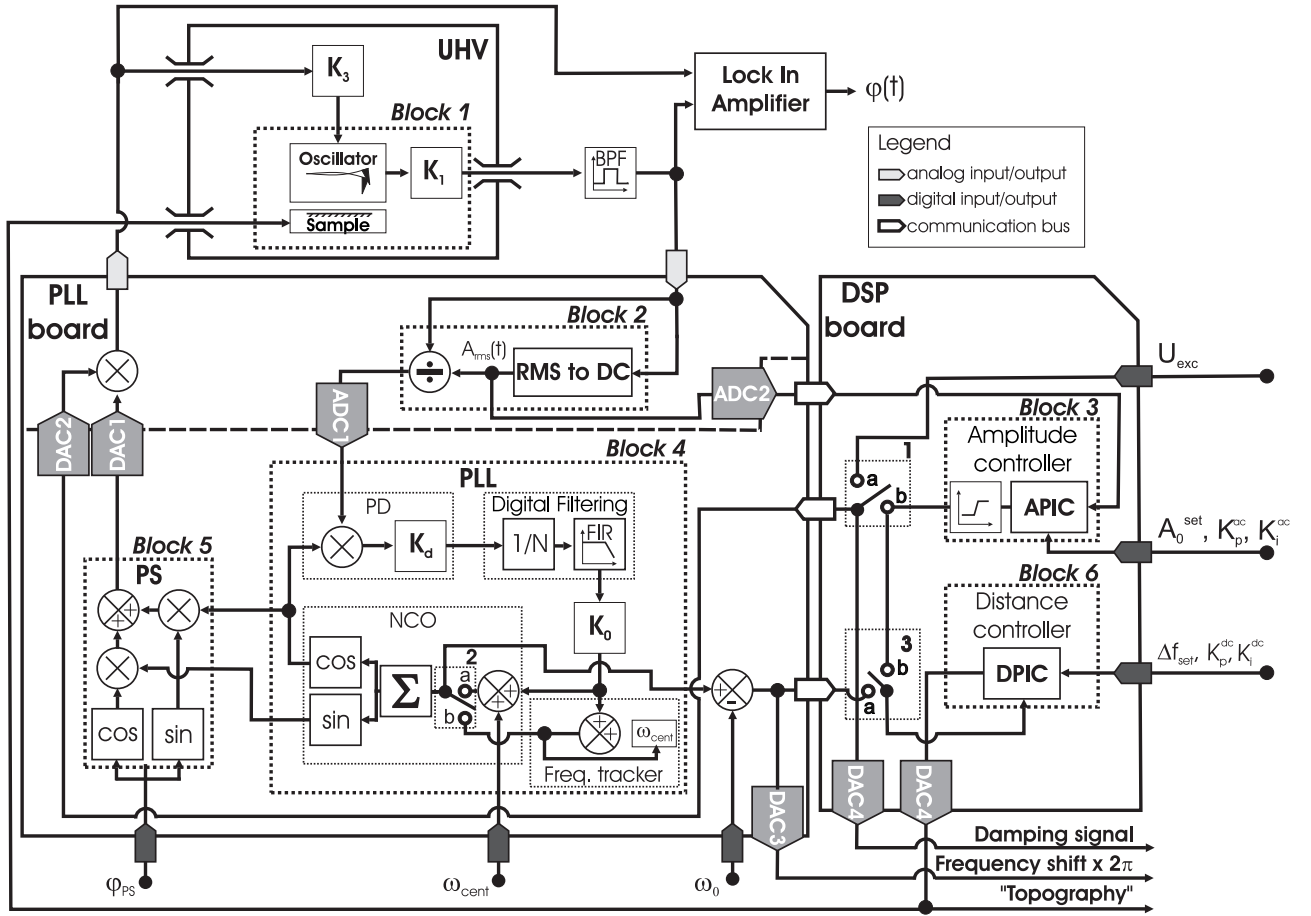 UHV
K3
Block 1
Oscillator
K1
Sample
BPF
Lock In
Amplifier
φ(t)
Legend
analog input/output
digital input/output
communication bus
PLL
board
Block 2
Arms(t)
RMS to DC
÷
ADC1
ADC2
DAC2
DAC1
DSP
board
Uexc
Block 3
Amplitude
controller
1
a
b
APIC
A0set, Kpac, Kiac
Block 4
PLL
PD
Kd
Digital Filtering
1/N
FIR
K0
Block 5
PS
cos
sin
NCO
cos
sin
Σ
2
a
b
ωcent
Freq. tracker
Block 6
Distance
controller
3
b
a
DPIC
Δfset, Kpdc, Kidc
DAC3
DAC4
DAC4
Damping signal
Frequency shift x 2π
"Topography"
φPS
ωcent
ω0